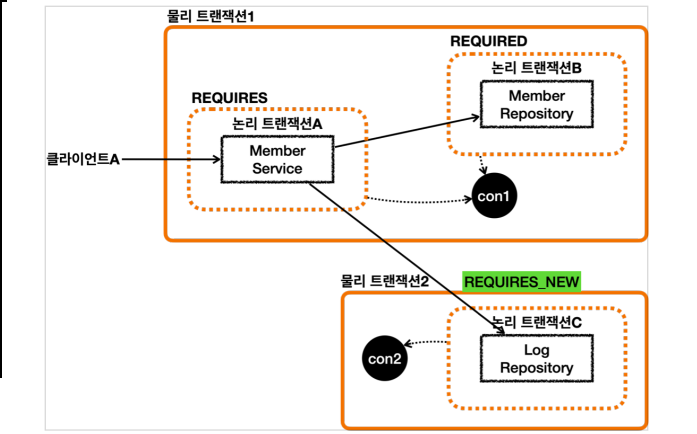 물리 트랜잭션1
REQUIRED
논리 트랜잭션B
Member
Repository
REQUIRES
논리 트랜잭션A
Member
Service
클라이언트A
con1
물리 트랜잭션2
REQUIRES_NEW
논리 트랜잭션C
Log
Repository
con2